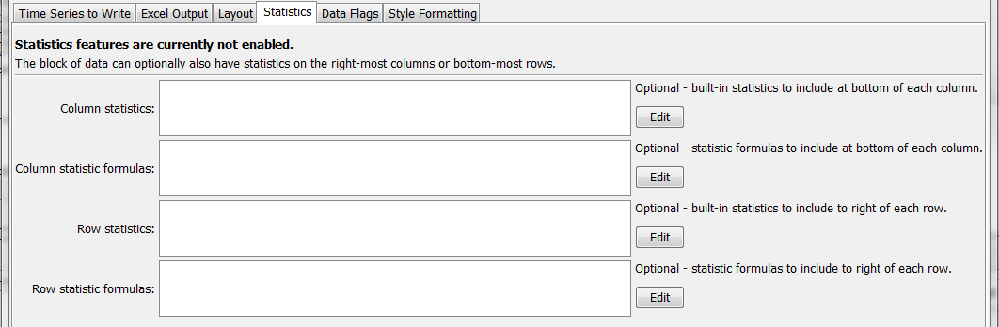 Time Series to Write Excel Output Layout Statistics Data Flags Style Formatting
Statistics features are currently not enabled.
The block of data can optionally also have statistics on the right-most columns or bottom-most rows.
Column statistics:
Optional - built-in statistics to include at bottom of each column.
Edit
Column statistic formulas:
Optional - statistic formulas to include at bottom of each column.
Edit
Row statistics:
Optional - built-in statistics to include to right of each row.
Edit
Row statistic formulas:
Optional - statistic formulas to include to right of each row.
Edit